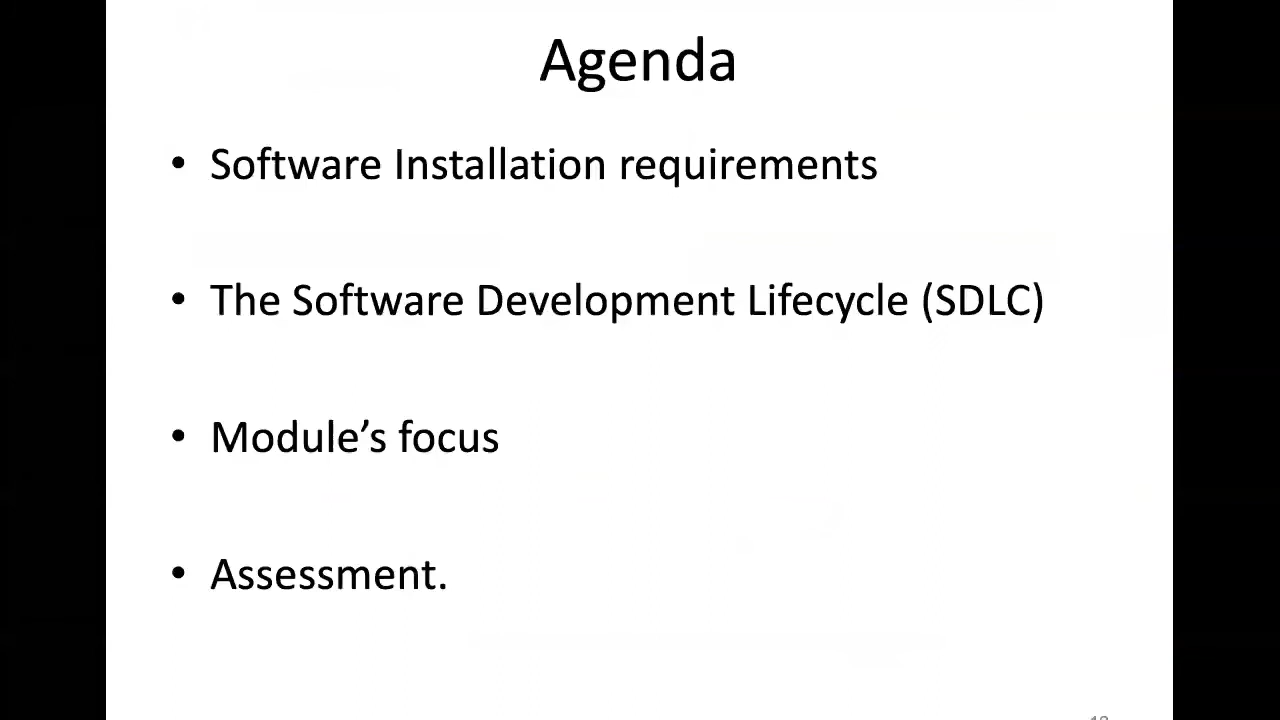 Agenda
• Software Installation requirements
• The Software Development Lifecycle (SDLC)
• Module’s focus
• Assessment.